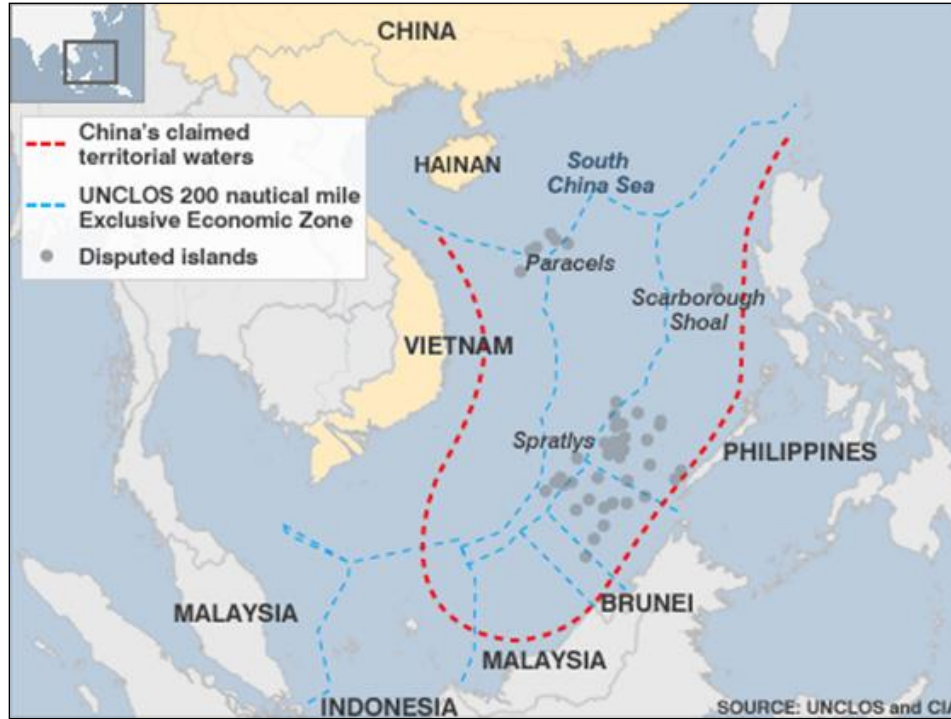 CHINA
China's claimed
territorial waters
UNCLOS 200 nautical mile
Exclusive Economic Zone
Disputed islands
HAINAN
South
China Sea
Paracels
Scarborough
Shoal
VIETNAM
Spratlys
PHILIPPINES
MALAYSIA
BRUNEI
MALAYSIA
INDONESIA
SOURCE: UNCLOS and